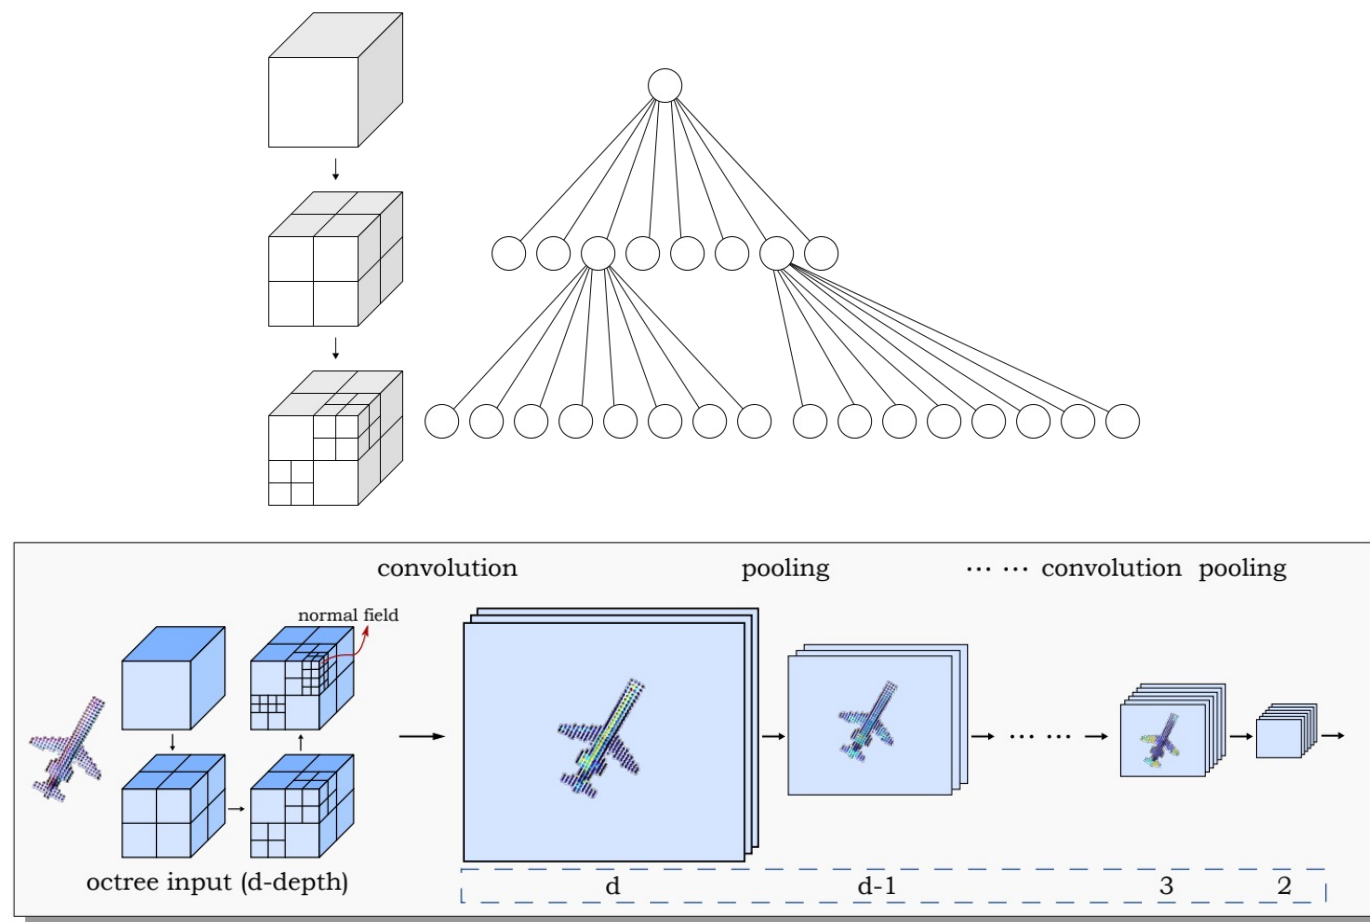 convolution pooling ··· ··· convolution pooling
normal field
··· ···
octree input (d-depth)
d d-1 3 2